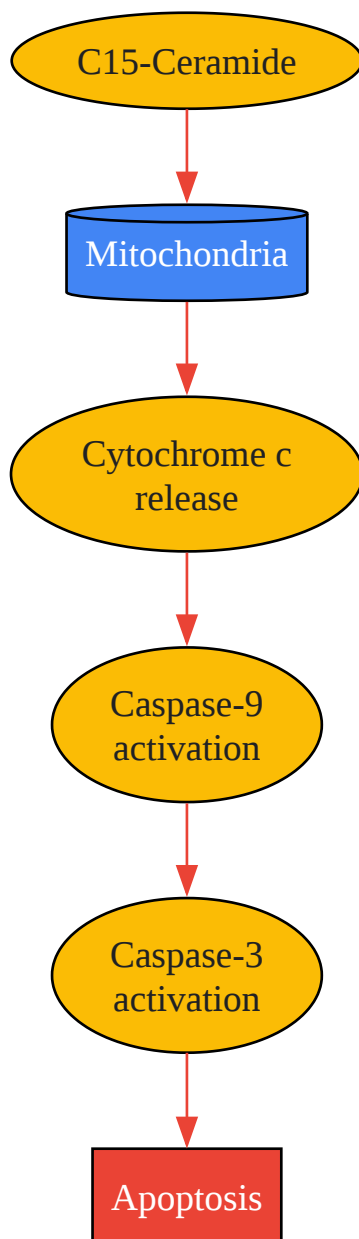 C15-Ceramide
Mitochondria
Cytochrome c
release
Caspase-9
activation
Caspase-3
activation
Apoptosis